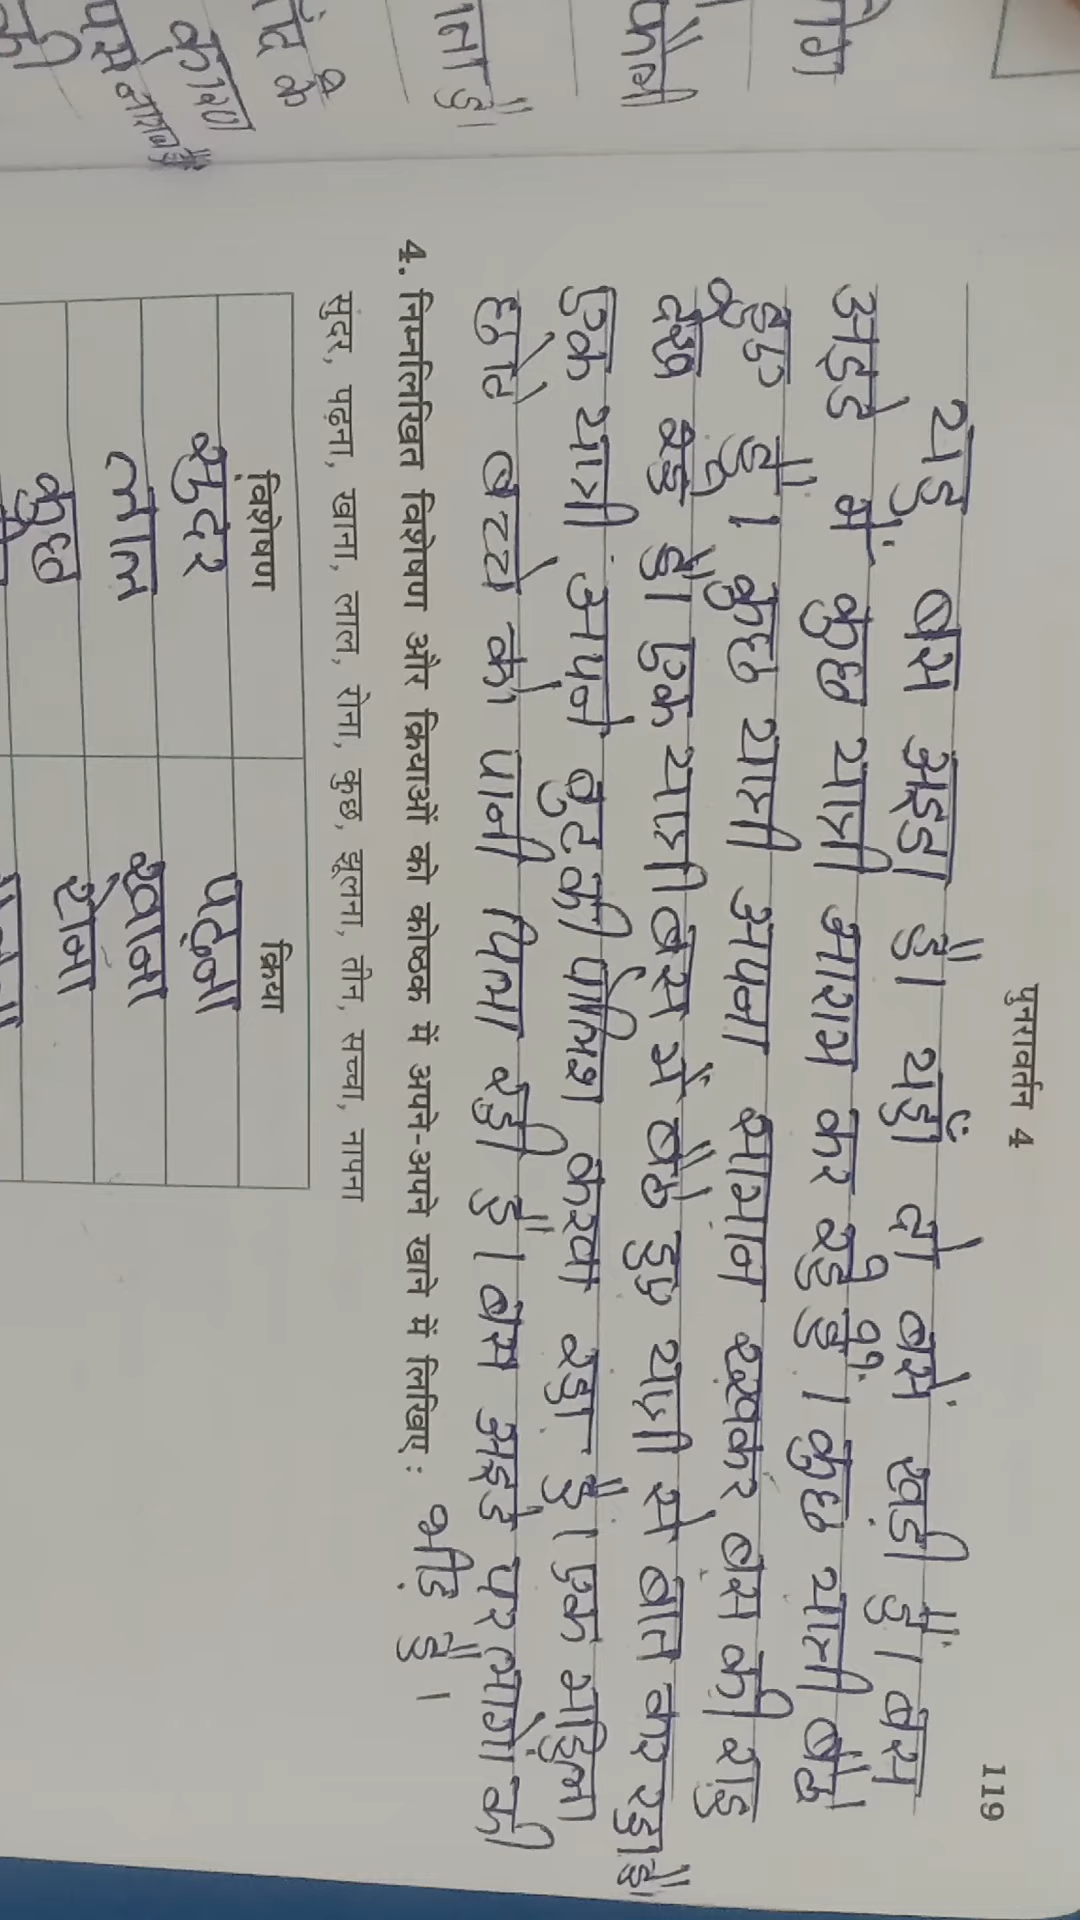 पुनरावर्तन 4
119
यह बस अड्डा है। यहाँ दो बसें खड़ी हैं। बस
अड्डे में कुछ यात्री आराम कर रहे हैं। कुछ यात्री बैठे
हुए हैं। कुछ यात्री अपना सामान रखकर बस की राह
देख रहे हैं। एक यात्री बस में बैठे हुए यात्री से बात कर रहा है।
एक यात्री अपने बुट की पॉलिश करवा रहा है। एक महिला
छोटे बच्चे को पानी पिला रही है। बस अड्डे पर लोगो की
भीड़ है।
4. निम्नलिखित विशेषण और क्रियाओं को कोष्ठक में अपने-अपने खाने में लिखिए :
सुंदर, पढ़ना, खाना, लाल, रोना, कुछ, झूलना, तीन, सच्चा, नापना
विशेषण क्रिया
सुंदर पढ़ना
लाल खाना
कुछ रोना